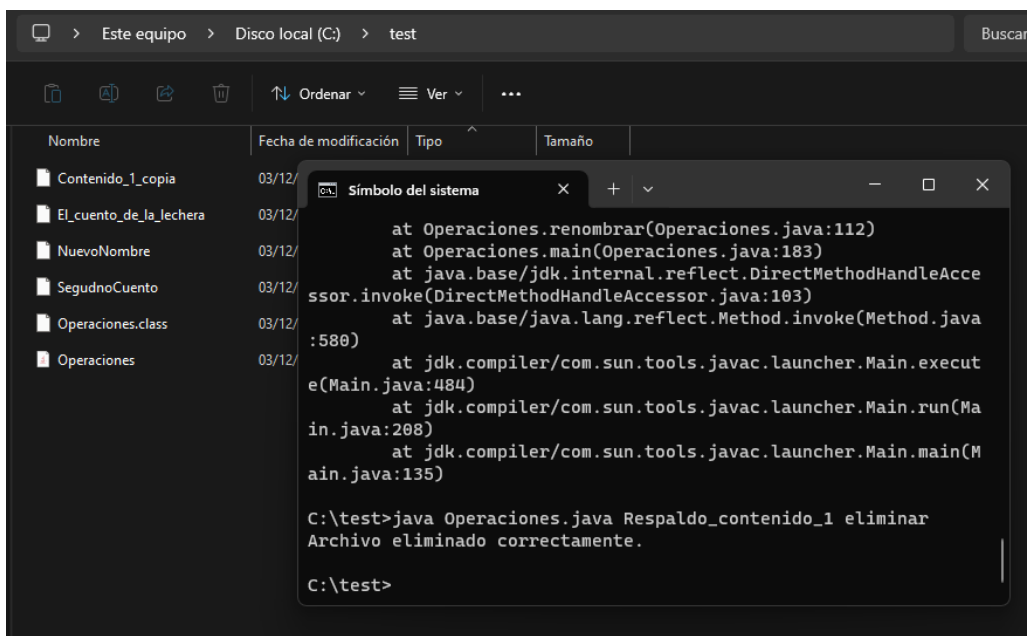 > Este equipo > Disco local (C:) > test
Buscar
Ordenar Ver ...
Nombre Fecha de modificación Tipo Tamaño
Contenido_1_copia 03/12/
El_cuento_de_la_lechera 03/12/
NuevoNombre 03/12/
SegudnoCuento 03/12/
Operaciones.class 03/12/
Operaciones 03/12/
Símbolo del sistema
at Operaciones.renombrar(Operaciones.java:112)
at Operaciones.main(Operaciones.java:183)
at java.base/jdk.internal.reflect.DirectMethodHandleAcce
ssor.invoke(DirectMethodHandleAccessor.java:103)
at java.base/java.lang.reflect.Method.invoke(Method.java
:580)
at jdk.compiler/com.sun.tools.javac.launcher.Main.execut
e(Main.java:484)
at jdk.compiler/com.sun.tools.javac.launcher.Main.run(Ma
in.java:208)
at jdk.compiler/com.sun.tools.javac.launcher.Main.main(M
ain.java:135)
C:\test>java Operaciones.java Respaldo_contenido_1 eliminar
Archivo eliminado correctamente.
C:\test>